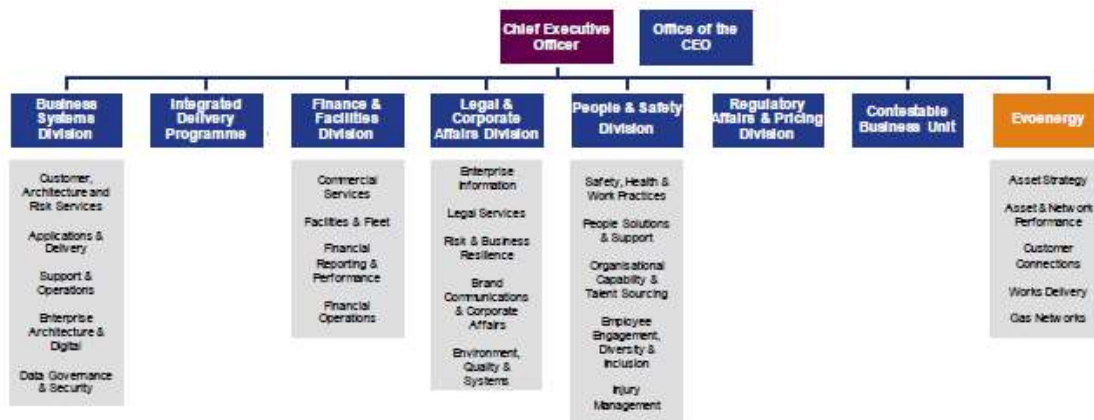 Chief Executive
Officer
Office of the
CEO
Business
Systems
Division
Integrated
Delivery
Programme
Finance &
Facilities
Division
Legal &
Corporate
Affairs Division
People & Safety
Division
Regulatory
Affairs & Pricing
Division
Contestable
Business Unit
Evoenergy
Customer,
Architecture and
Risk Services
Applications &
Delivery
Support &
Operations
Enterprise
Architecture &
Digital
Data Governance
& Security
Commercial
Services
Facilities & Fleet
Financial
Reporting &
Performance
Financial
Operations
Enterprise
Information
Legal Services
Risk & Business
Resilience
Brand
Communications
& Corporate
Affairs
Environment,
Quality &
Systems
Safety, Health &
Work Practices
People Solutions
& Support
Organisational
Capability &
Talent Sourcing
Employee
Engagement,
Diversity &
Inclusion
Injury
Management
Asset Strategy
Asset & Network
Performance
Customer
Connections
Works Delivery
Gas Networks